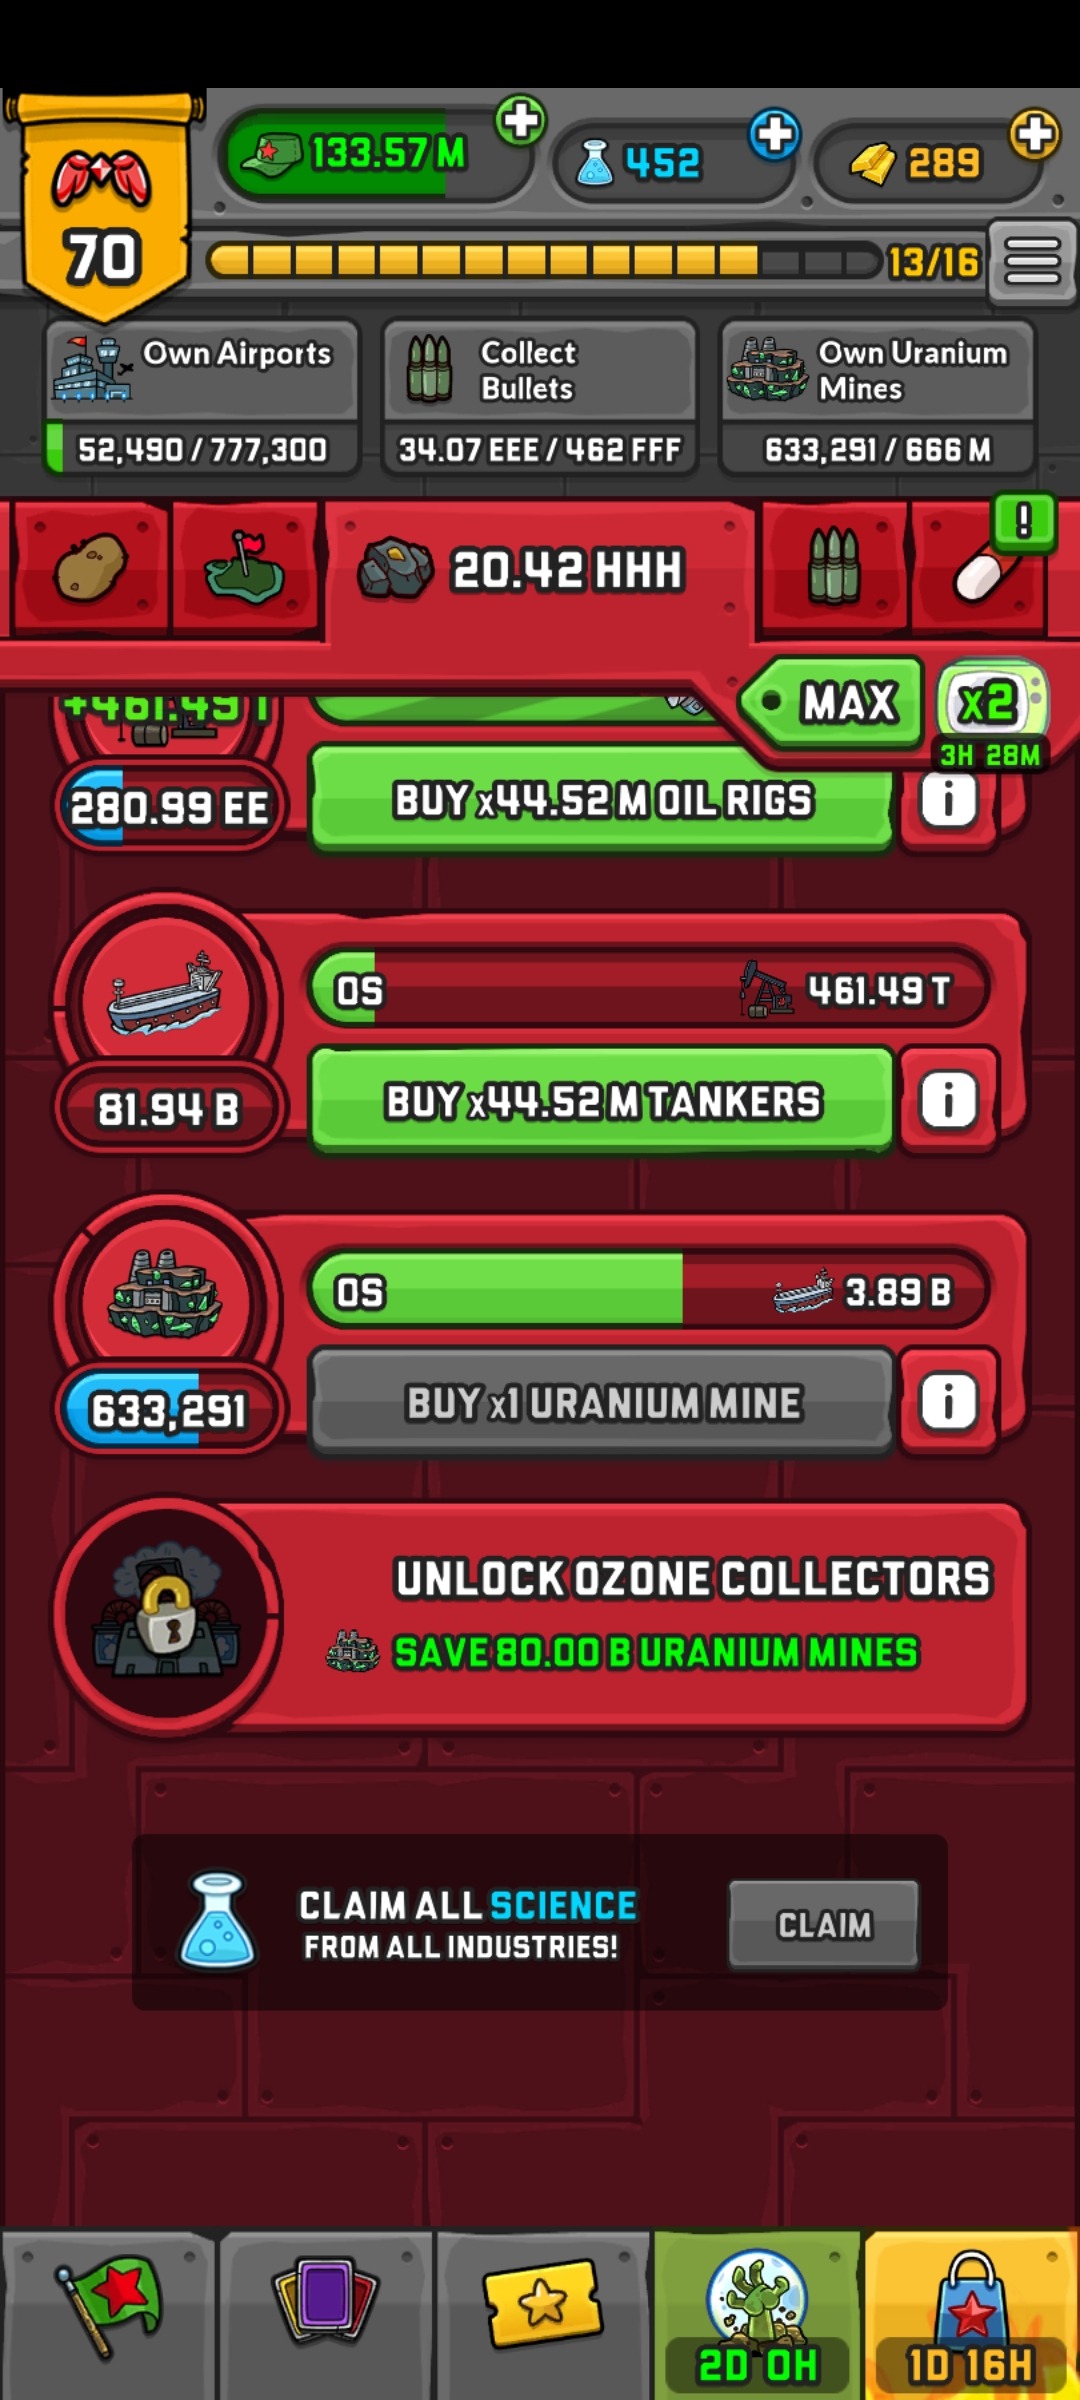 133.57 M
452
289
70
13/16
Own Airports
52,490 / 777,300
Collect
Bullets
34.07 EEE / 462 FFF
Own Uranium
Mines
633,291 / 666 M
20.42 HHH
!
MAX
x2
3H 28M
+461.49 T
280.99 EE
BUY x44.52 M OIL RIGS
i
0S
461.49 T
81.94 B
BUY x44.52 M TANKERS
i
0S
3.89 B
633,291
BUY x1 URANIUM MINE
i
UNLOCK OZONE COLLECTORS
SAVE 80.00 B URANIUM MINES
CLAIM ALL SCIENCE
FROM ALL INDUSTRIES!
CLAIM
2D 0H
1D 16H